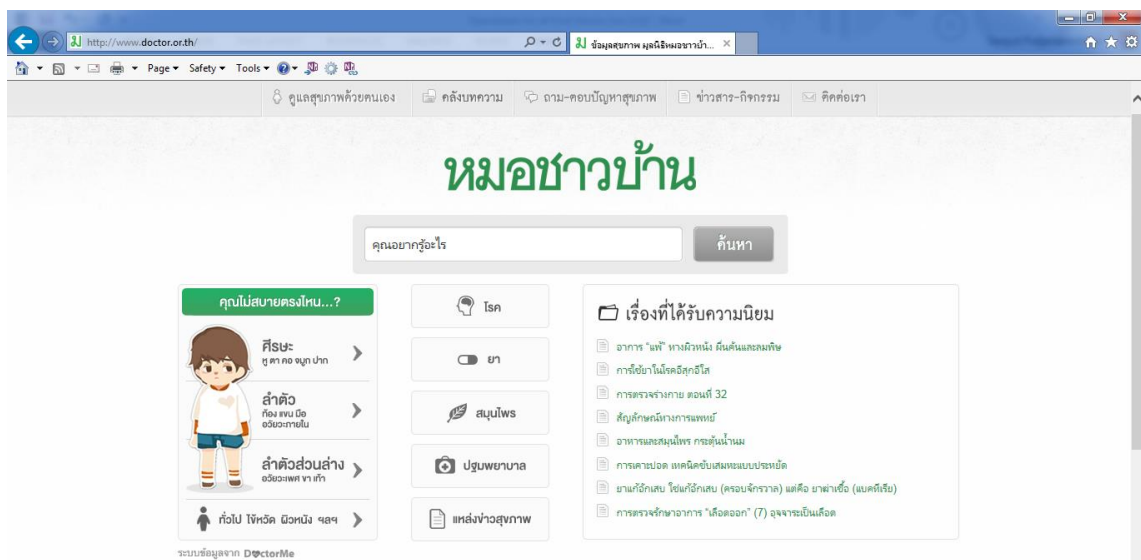 http://www.doctor.or.th/
ข้อมูลสุขภาพ มูลนิธิหมอชาวบ้า...
Page Safety Tools
ดูแลสุขภาพด้วยตนเอง คลังบทความ ถาม-ตอบปัญหาสุขภาพ ข่าวสาร-กิจกรรม ติดต่อเรา
หมอชาวบ้าน
คุณอยากรู้อะไร ค้นหา
คุณไม่สบายตรงไหน...?
ศีรษะ
หู ตา คอ จมูก ปาก
ลำตัว
ท้อง แขน มือ
อวัยวะภายใน
ลำตัวส่วนล่าง
อวัยวะเพศ ขา เท้า
ทั่วไป ไข้หวัด ผิวหนัง ฯลฯ
ระบบข้อมูลจาก DoctorMe
โรค
ยา
สมุนไพร
ปฐมพยาบาล
แหล่งข่าวสุขภาพ
เรื่องที่ได้รับความนิยม
อาการ "แพ้" ทางผิวหนัง ผื่นคันและลมพิษ
การใช้ยาในโรคอีสุกอีใส
การตรวจร่างกาย ตอนที่ 32
สัญลักษณ์ทางการแพทย์
อาหารและสมุนไพร กระตุ้นน้ำนม
การเคาะปอด เทคนิคขับเสมหะแบบประหยัด
ยาแก้อักเสบ ใช่แก้อักเสบ (ครอบจักรวาล) แต่คือ ยาฆ่าเชื้อ (แบคทีเรีย)
การตรวจรักษาอาการ "เลือดออก" (7) อุจจาระเป็นเลือด